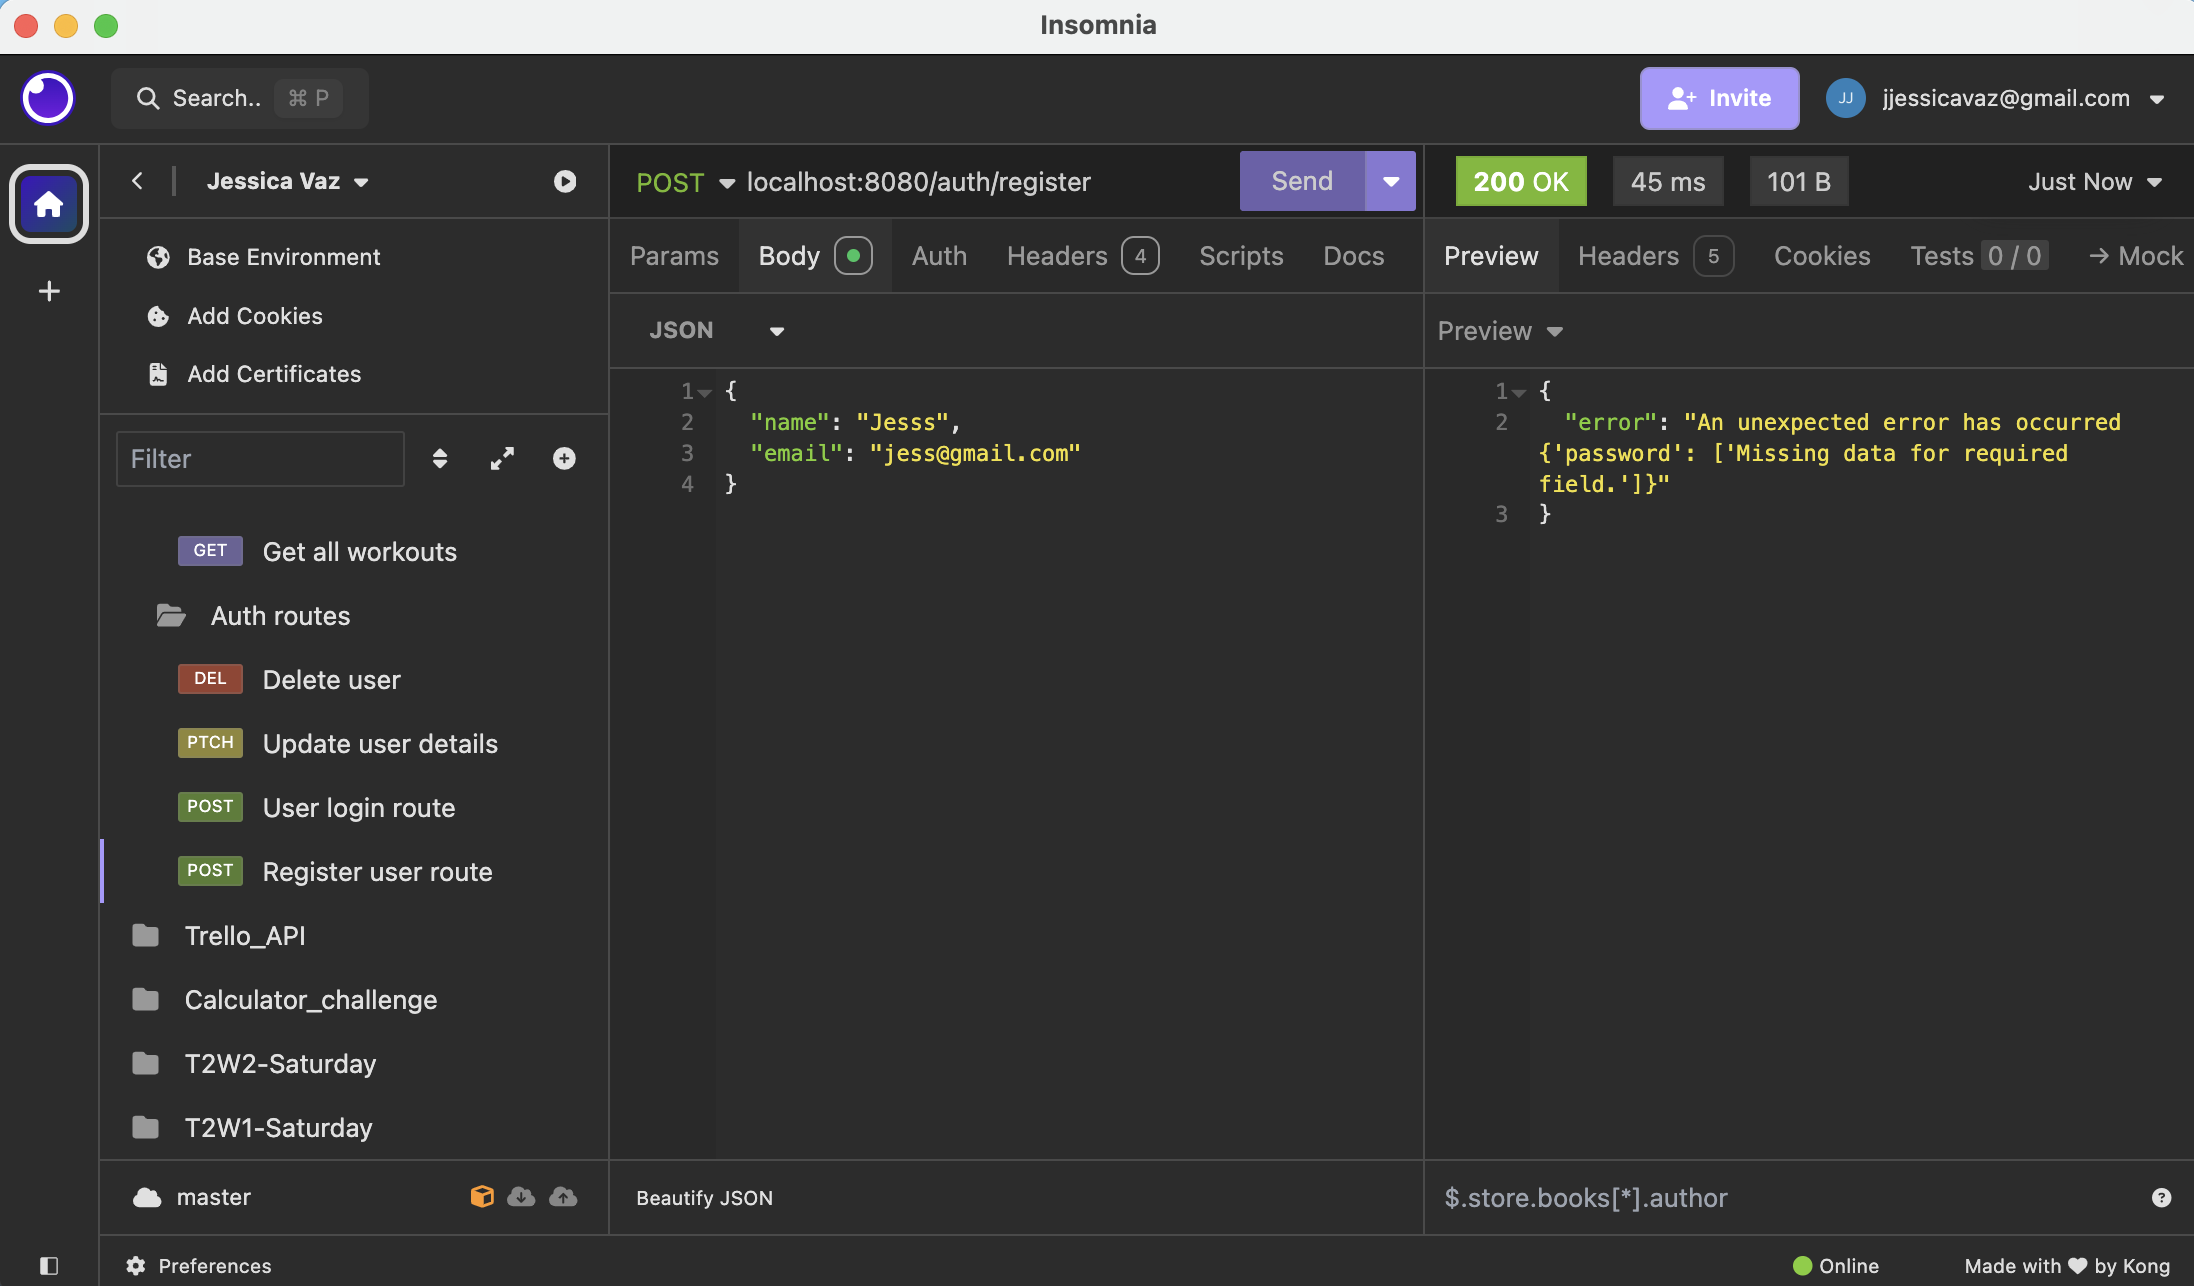 Insomnia
Search.. ⌘ P
Invite
JJ jjessicavaz@gmail.com
Jessica Vaz
Base Environment
Add Cookies
Add Certificates
Filter
GET Get all workouts
Auth routes
DEL Delete user
PTCH Update user details
POST User login route
POST Register user route
Trello_API
Calculator_challenge
T2W2-Saturday
T2W1-Saturday
master
POST localhost:8080/auth/register Send
Params Body Auth Headers 4 Scripts Docs
JSON
1 {
2 "name": "Jesss",
3 "email": "jess@gmail.com"
4 }
Beautify JSON
200 OK 45 ms 101 B Just Now
Preview Headers 5 Cookies Tests 0 / 0 → Mock
Preview
1 {
2 "error": "An unexpected error has occurred
{'password': ['Missing data for required
field.']}"
3 }
$.store.books[*].author ?
Preferences
Online Made with ♥ by Kong